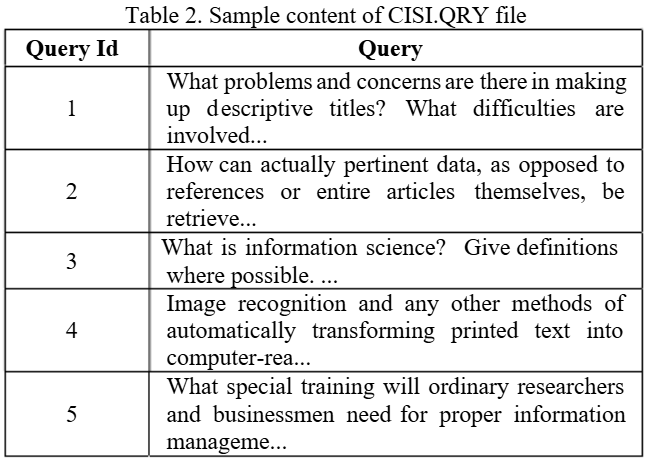 Table 2. Sample content of CISI.QRY file
Query Id Query
1
What problems and concerns are there in making
up descriptive titles? What difficulties are
involved...
2
How can actually pertinent data, as opposed to
references or entire articles themselves, be
retrieve...
3
What is information science? Give definitions
where possible. ...
4
Image recognition and any other methods of
automatically transforming printed text into
computer-rea...
5
What special training will ordinary researchers
and businessmen need for proper information
manageme...